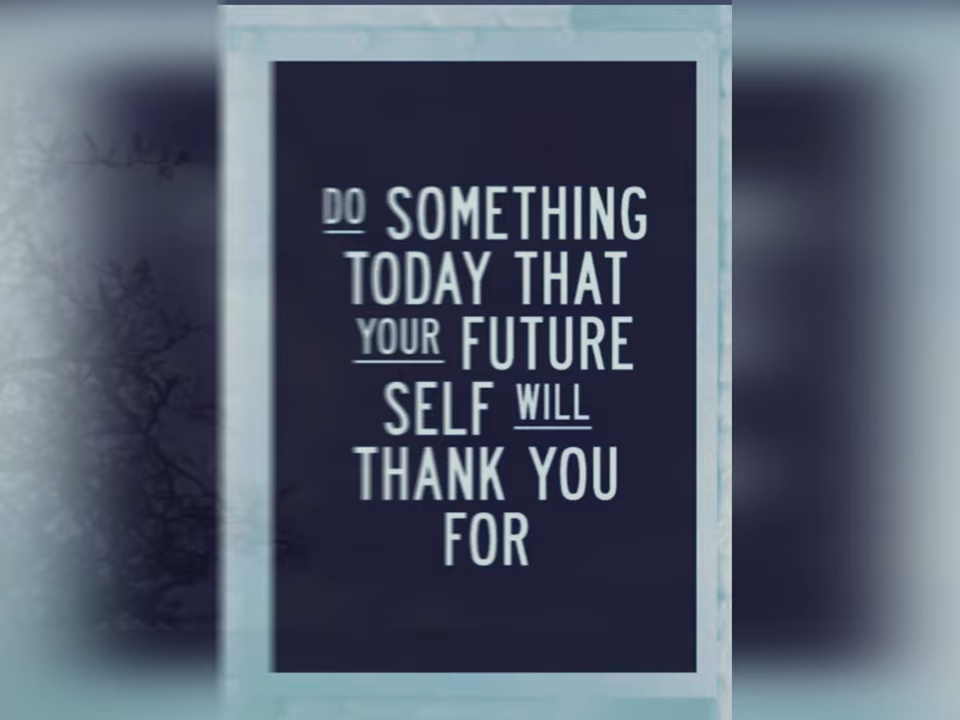 DO SOMETHING
TODAY THAT
YOUR FUTURE
SELF WILL
THANK YOU
FOR